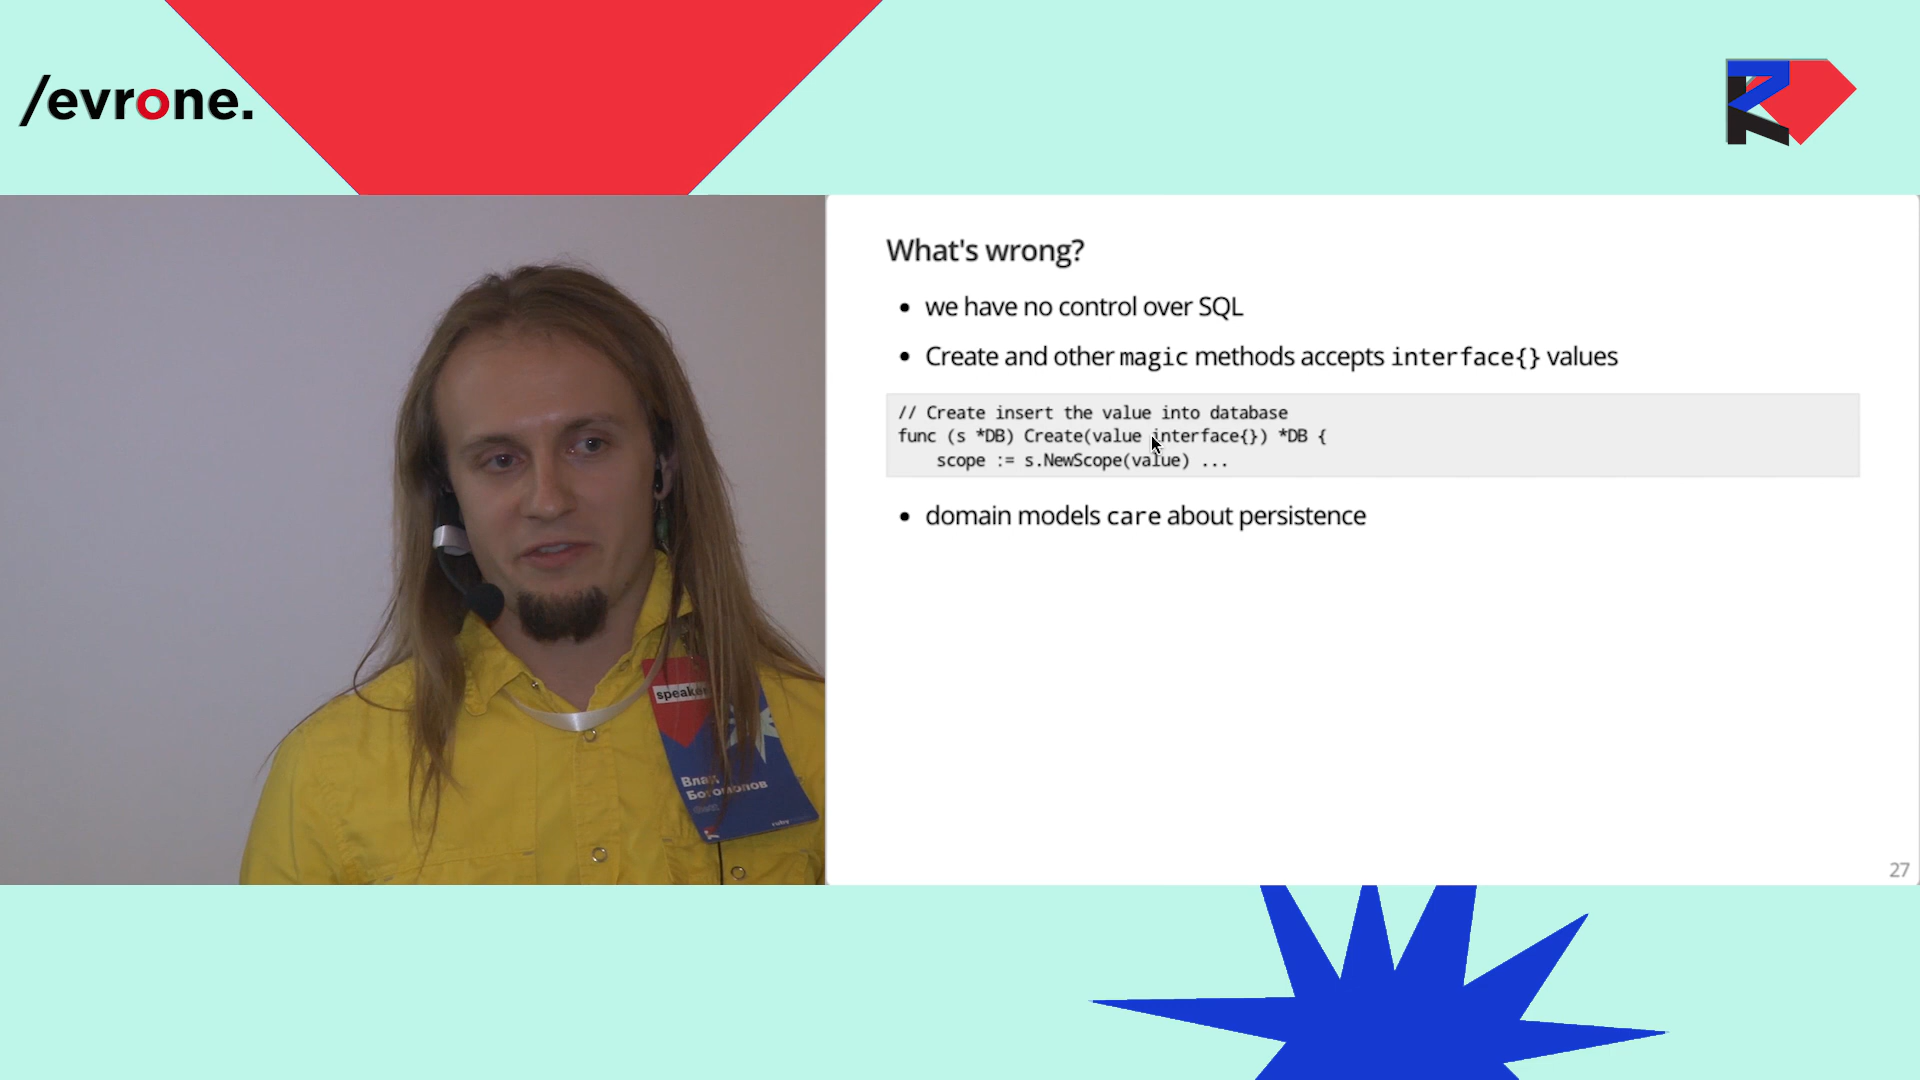 /evrone.
What's wrong?
• we have no control over SQL
• Create and other magic methods accepts interface{} values
// Create insert the value into database
func (s *DB) Create(value interface{}) *DB {
    scope := s.NewScope(value) ...
• domain models care about persistence
27
speaker
Влад
Богомолов